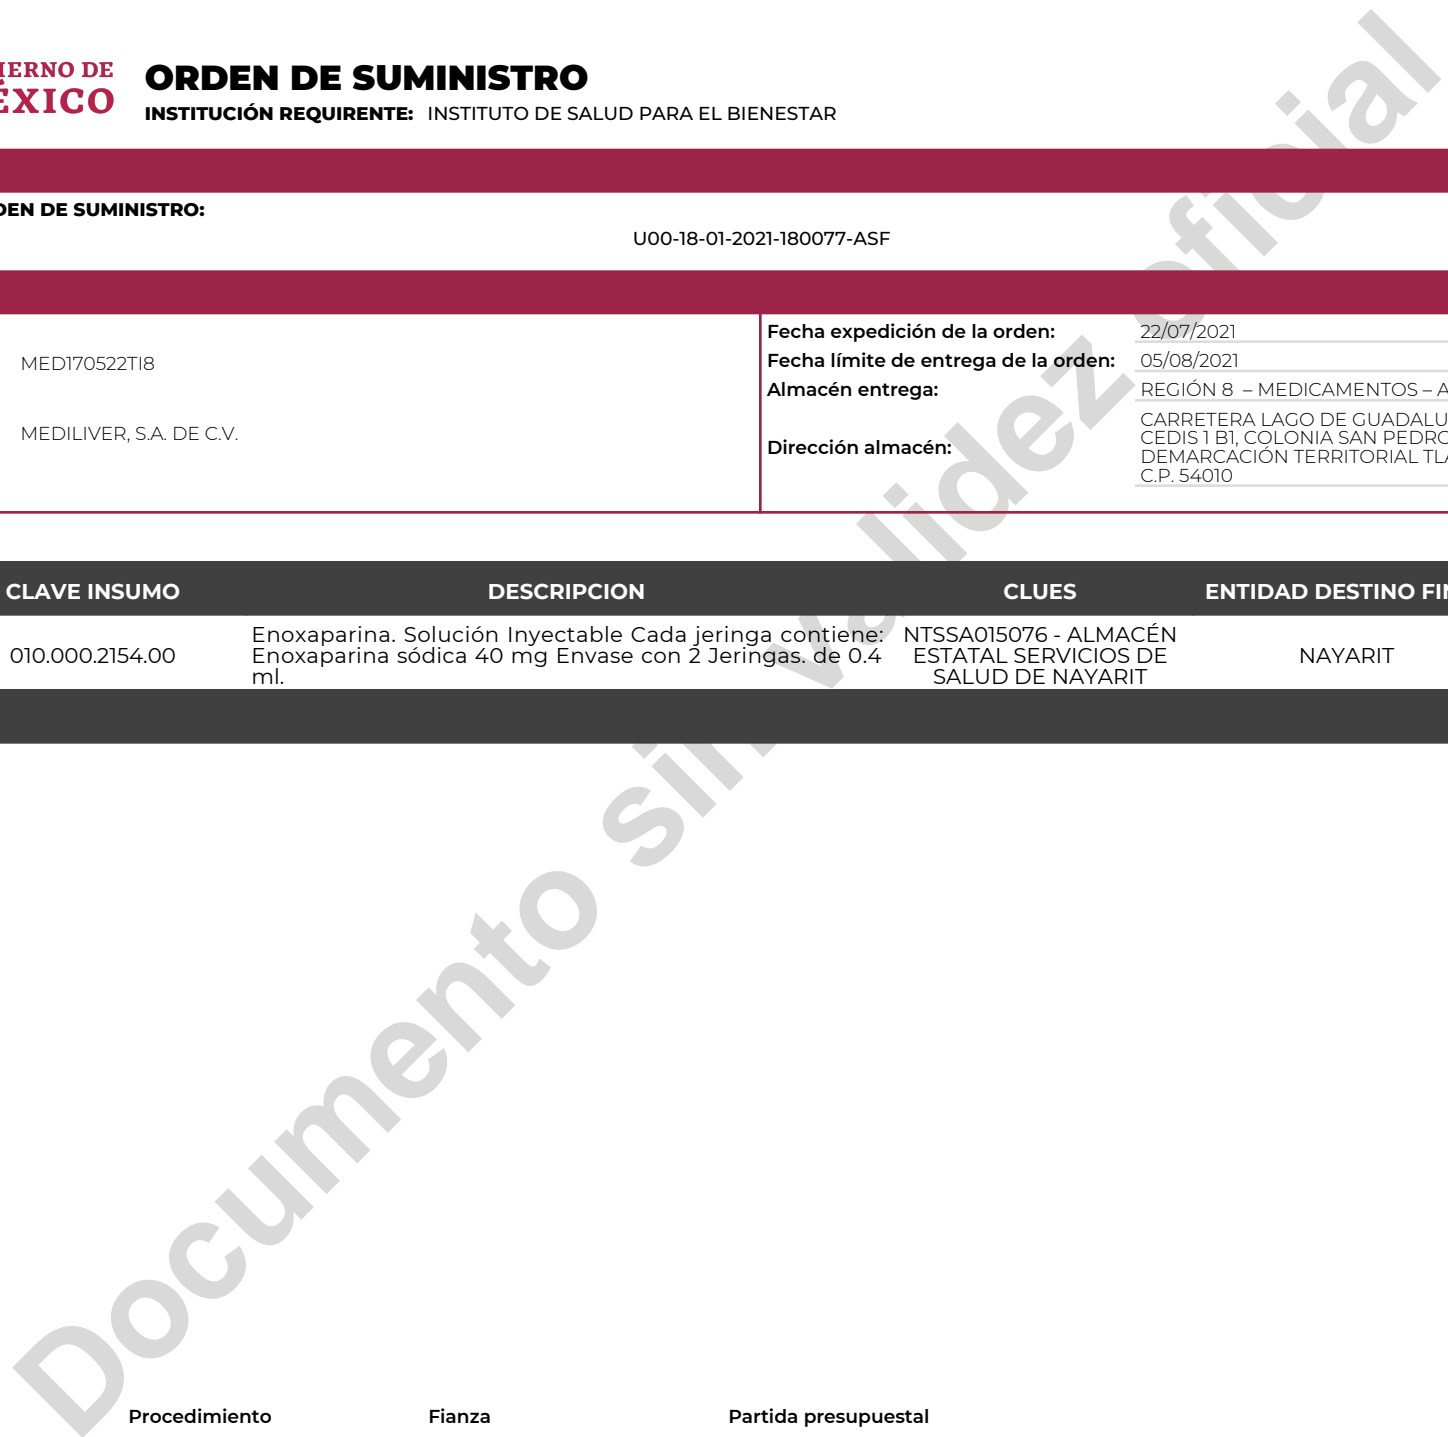 IERNO DE
ÉXICO
ORDEN DE SUMINISTRO
INSTITUCIÓN REQUIRENTE: INSTITUTO DE SALUD PARA EL BIENESTAR
DEN DE SUMINISTRO:
U00-18-01-2021-180077-ASF
MED170522TI8
MEDILIVER, S.A. DE C.V.
Fecha expedición de la orden: 22/07/2021
Fecha límite de entrega de la orden: 05/08/2021
Almacén entrega: REGIÓN 8 – MEDICAMENTOS – A
Dirección almacén:
CARRETERA LAGO DE GUADALU
CEDIS 1 B1, COLONIA SAN PEDRO
DEMARCACIÓN TERRITORIAL TLA
C.P. 54010
CLAVE INSUMO DESCRIPCION CLUES ENTIDAD DESTINO FIN
010.000.2154.00
Enoxaparina. Solución Inyectable Cada jeringa contiene:
Enoxaparina sódica 40 mg Envase con 2 Jeringas. de 0.4
ml.
NTSSA015076 - ALMACÉN
ESTATAL SERVICIOS DE
SALUD DE NAYARIT
NAYARIT
Documento sin validez oficial
Procedimiento Fianza Partida presupuestal